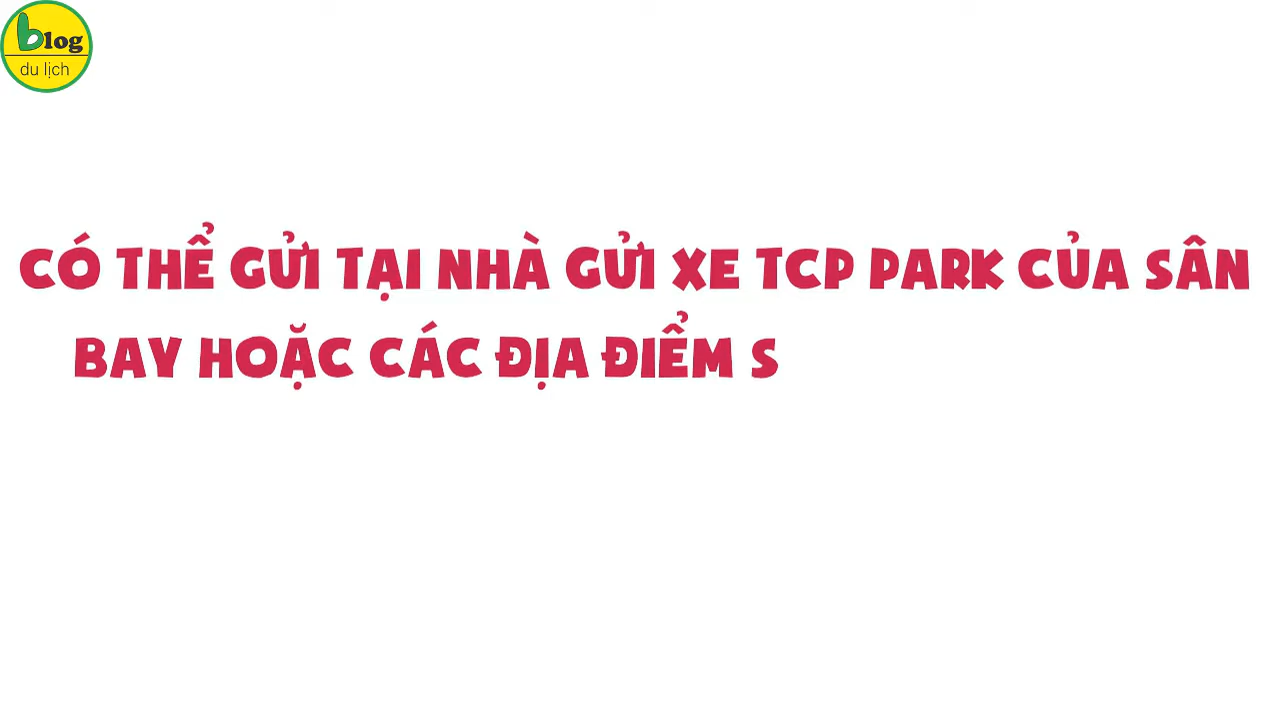 blog
du lịch
CÓ THỂ GỬI TẠI NHÀ GỬI XE TCP PARK CỦA SÂN
BAY HOẶC CÁC ĐỊA ĐIỂM S